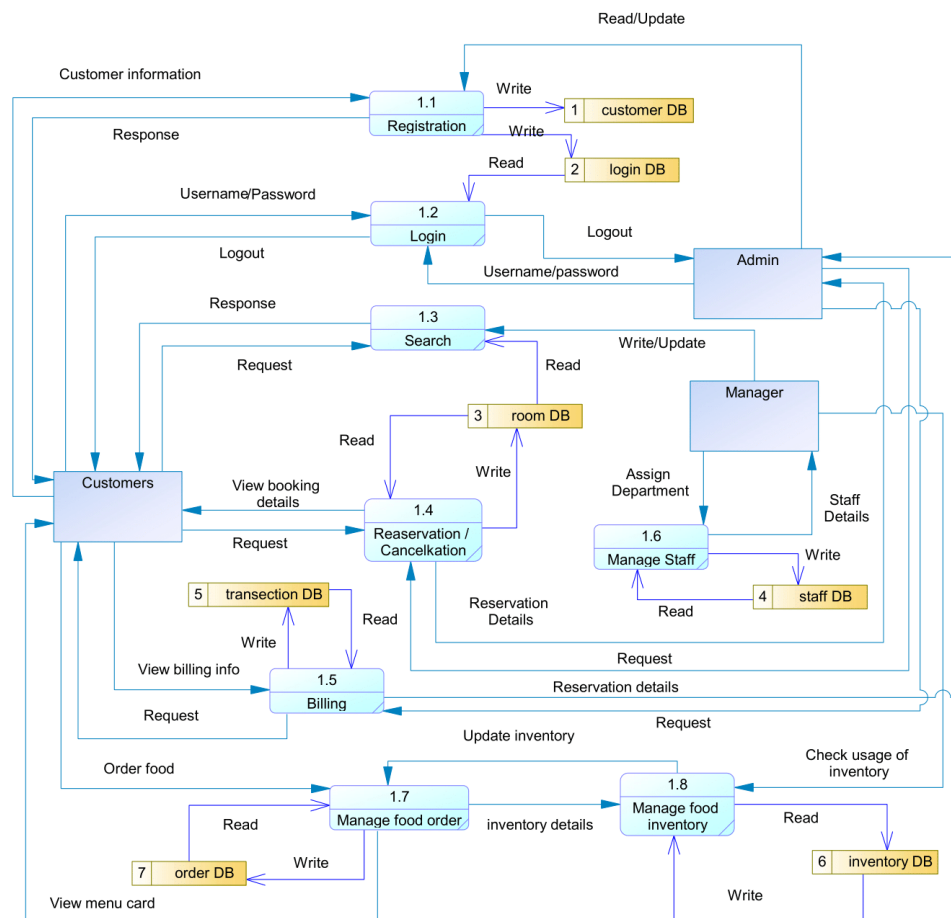 Read/Update
Customer information
Write
1.1
Registration
1 customer DB
Response
Write
Read
2 login DB
Username/Password
1.2
Login
Logout
Logout
Username/password
Admin
Response
1.3
Search
Request
Write/Update
Read
Manager
3 room DB
Read
Write
Assign
Department
Customers
View booking
details
1.4
Reaservation /
Cancelkation
Request
Staff
Details
1.6
Manage Staff
Write
5 transection DB
Read
Write
Reservation
Details
Read
4 staff DB
Request
View billing info
1.5
Billing
Reservation details
Request
Request
Update inventory
Order food
Check usage of
inventory
1.7
Manage food order
1.8
Manage food
inventory
Read
inventory details
Read
Write
7 order DB
6 inventory DB
Write
View menu card